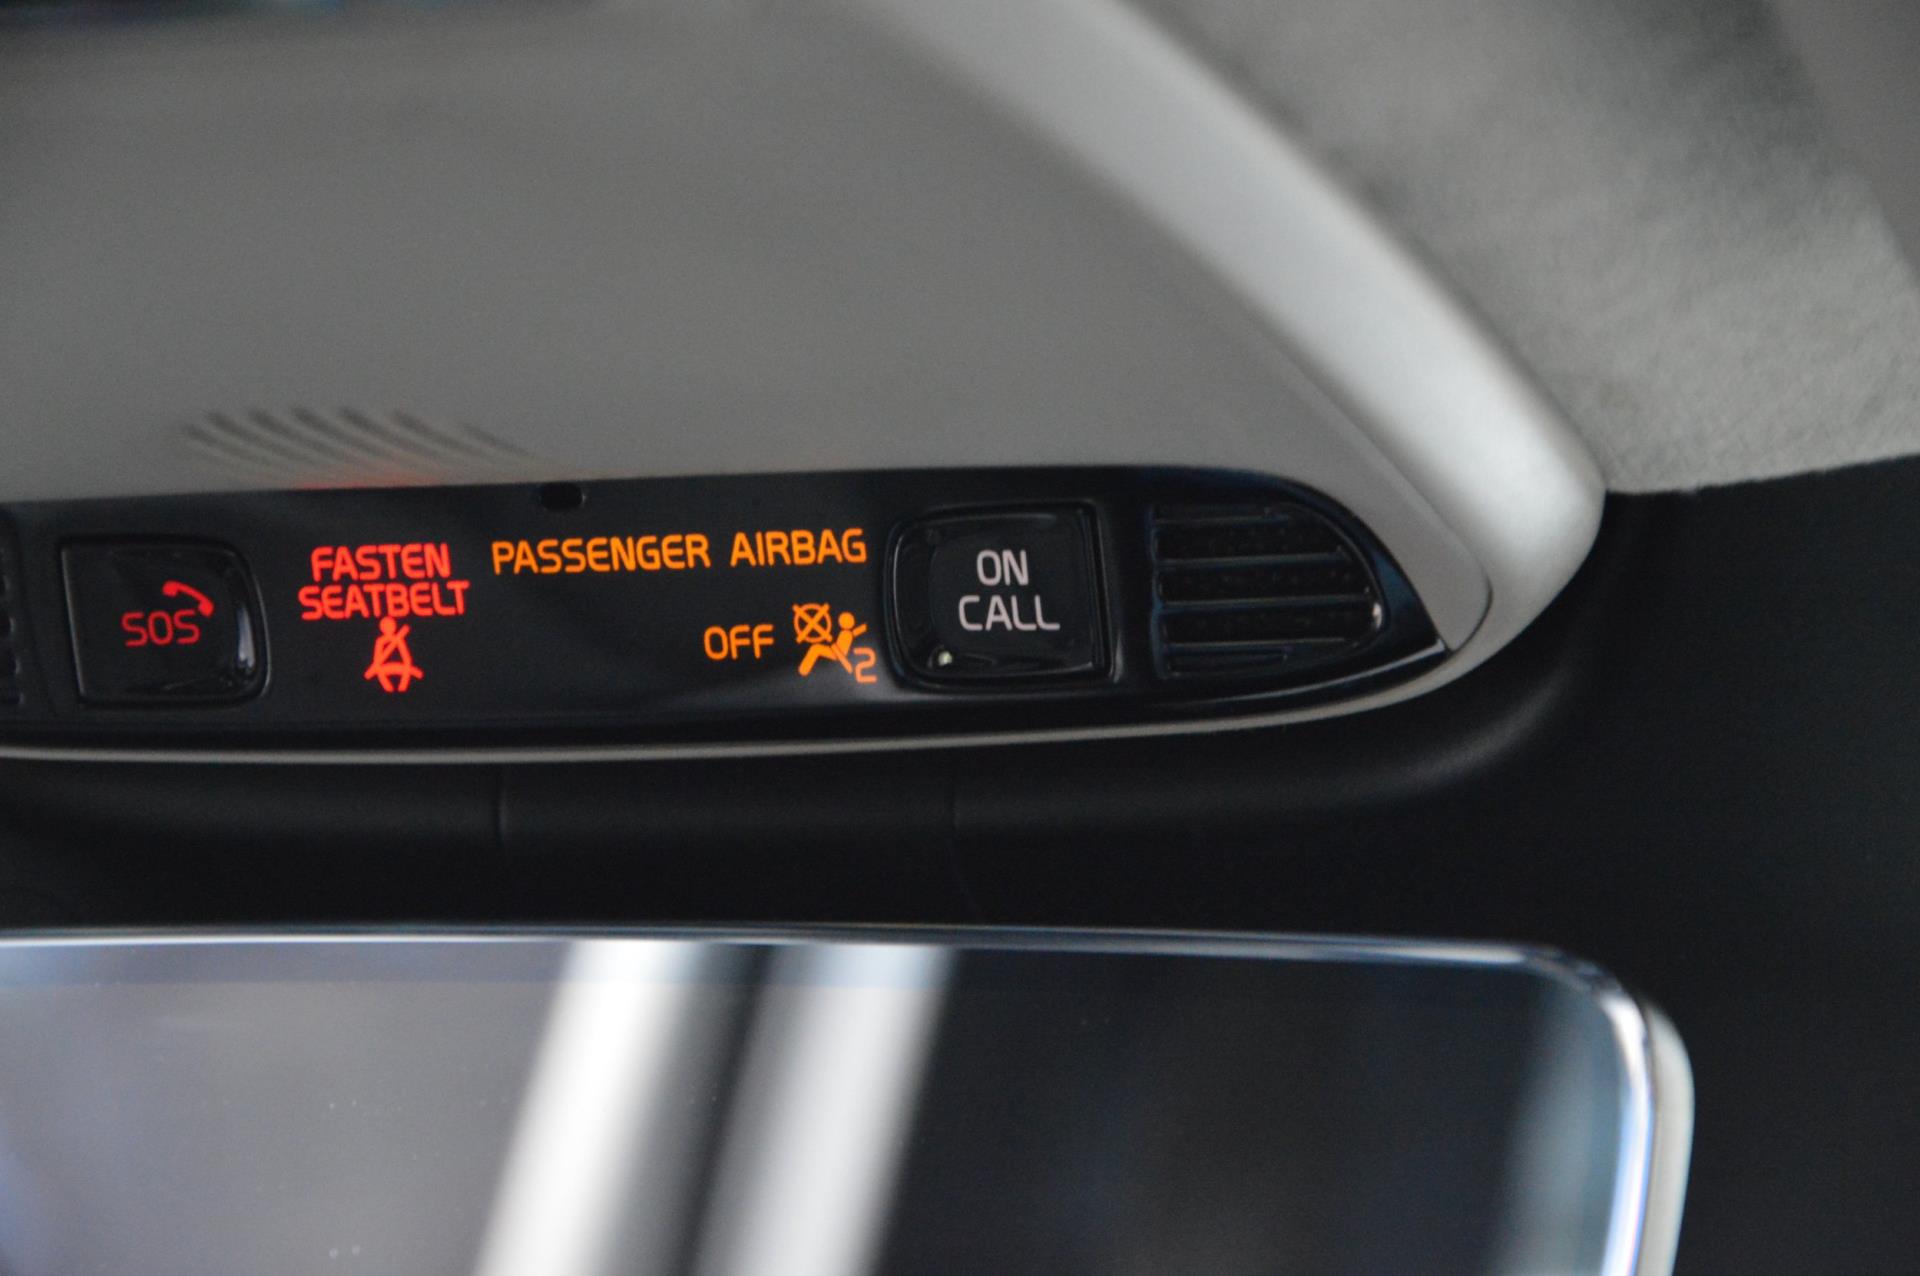 SOS
FASTEN
SEATBELT
PASSENGER AIRBAG
OFF 2
ON
CALL